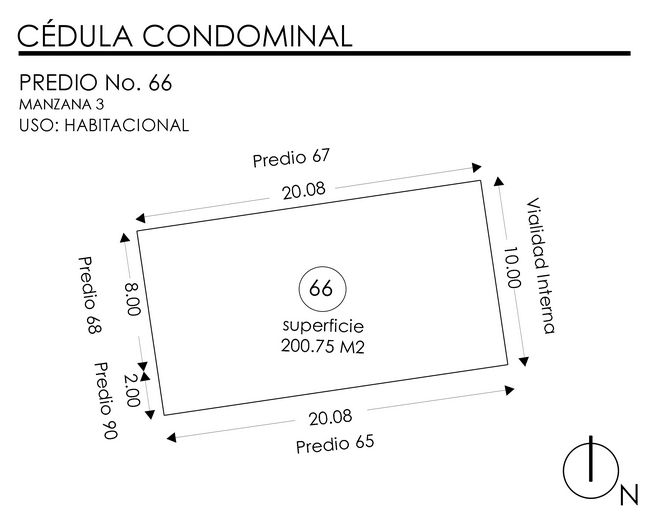 CÉDULA CONDOMINAL
PREDIO No. 66
MANZANA 3
USO: HABITACIONAL
Predio 67
20.08
Vialidad Interna
10.00
Predio 68
8.00
66
superficie
200.75 M2
Predio 90
2.00
20.08
Predio 65
N